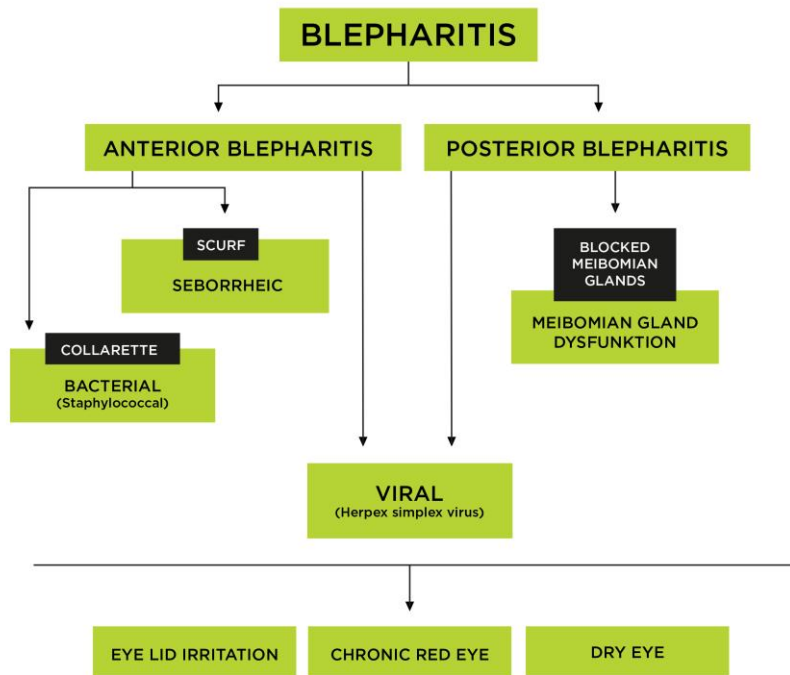 BLEPHARITIS
ANTERIOR BLEPHARITIS
POSTERIOR BLEPHARITIS
SCURF
SEBORRHEIC
BLOCKED
MEIBOMIAN
GLANDS
MEIBOMIAN GLAND
DYSFUNKTION
COLLARETTE
BACTERIAL
(Staphylococcal)
VIRAL
(Herpex simplex virus)
EYE LID IRRITATION
CHRONIC RED EYE
DRY EYE